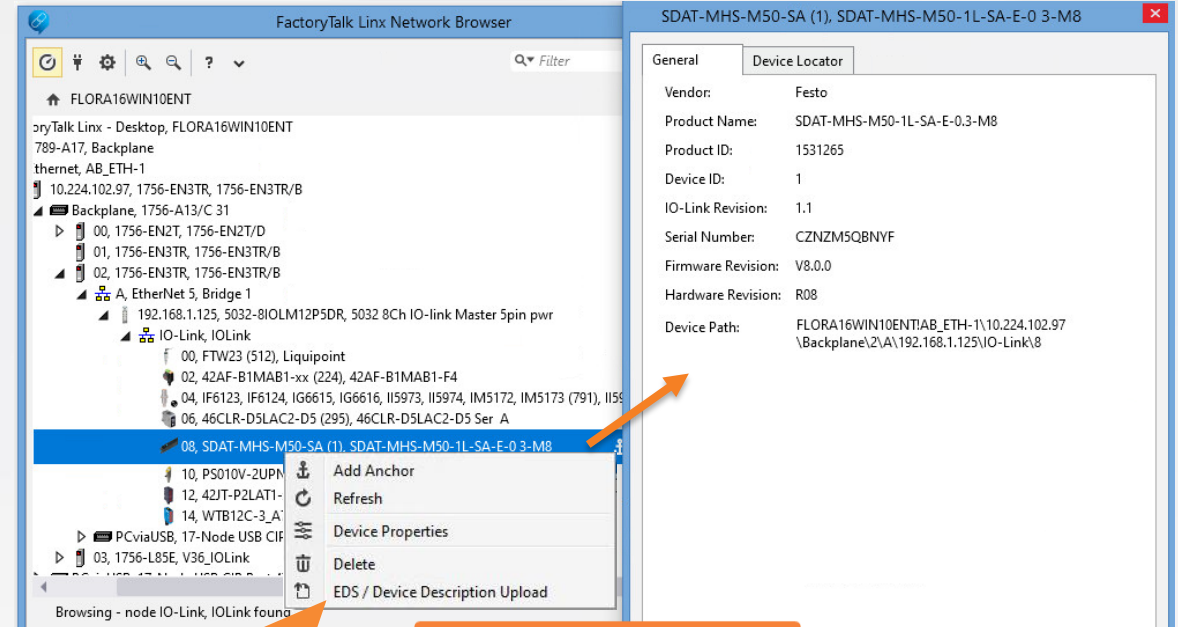 FactoryTalk Linx Network Browser
Filter
FLORA16WIN10ENT
oryTalk Linx - Desktop, FLORA16WIN10ENT
789-A17, Backplane
thernet, AB_ETH-1
10.224.102.97, 1756-EN3TR, 1756-EN3TR/B
Backplane, 1756-A13/C 31
00, 1756-EN2T, 1756-EN2T/D
01, 1756-EN3TR, 1756-EN3TR/B
02, 1756-EN3TR, 1756-EN3TR/B
A, EtherNet 5, Bridge 1
192.168.1.125, 5032-8IOLM12P5DR, 5032 8Ch IO-link Master 5pin pwr
IO-Link, IOLink
00, FTW23 (512), Liquipoint
02, 42AF-B1MAB1-xx (224), 42AF-B1MAB1-F4
04, IF6123, IF6124, IG6615, IG6616, II5973, II5974, IM5172, IM5173 (791), II59
06, 46CLR-D5LAC2-D5 (295), 46CLR-D5LAC2-D5 Ser A
08, SDAT-MHS-M50-SA (1), SDAT-MHS-M50-1L-SA-E-0 3-M8
10, PS010V-2UPN
12, 42JT-P2LAT1-
14, WTB12C-3_A
PCviaUSB, 17-Node USB CIP
03, 1756-L85E, V36_IOLink
Browsing - node IO-Link, IOLink found
Add Anchor
Refresh
Device Properties
Delete
EDS / Device Description Upload
SDAT-MHS-M50-SA (1), SDAT-MHS-M50-1L-SA-E-0 3-M8
General
Device Locator
Vendor: Festo
Product Name: SDAT-MHS-M50-1L-SA-E-0.3-M8
Product ID: 1531265
Device ID: 1
IO-Link Revision: 1.1
Serial Number: CZNZM5QBNYF
Firmware Revision: V8.0.0
Hardware Revision: R08
Device Path: FLORA16WIN10ENT!AB_ETH-1\10.224.102.97
\Backplane\2\A\192.168.1.125\IO-Link\8